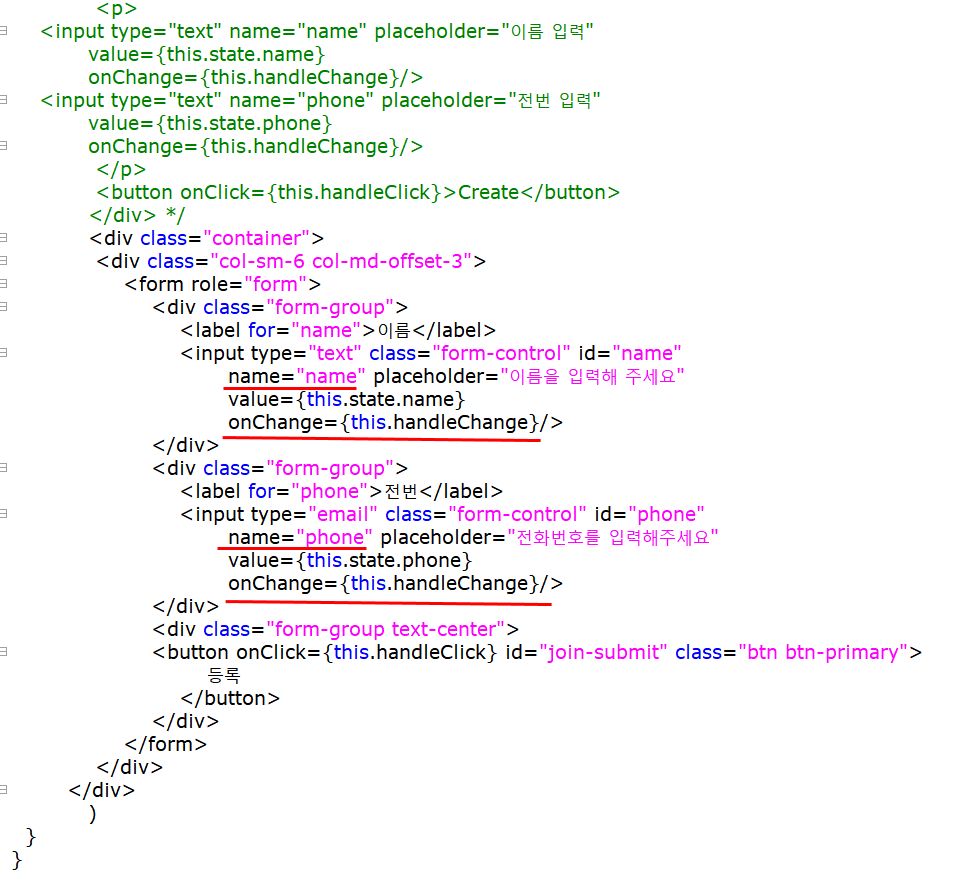 <p>
<input type="text" name="name" placeholder="이름 입력"
value={this.state.name}
onChange={this.handleChange}/>
<input type="text" name="phone" placeholder="전번 입력"
value={this.state.phone}
onChange={this.handleChange}/>
</p>
<button onClick={this.handleClick}>Create</button>
</div> */
<div class="container">
<div class="col-sm-6 col-md-offset-3">
<form role="form">
<div class="form-group">
<label for="name">이름</label>
<input type="text" class="form-control" id="name"
name="name" placeholder="이름을 입력해 주세요"
value={this.state.name}
onChange={this.handleChange}/>
</div>
<div class="form-group">
<label for="phone">전번</label>
<input type="email" class="form-control" id="phone"
name="phone" placeholder="전화번호를 입력해주세요"
value={this.state.phone}
onChange={this.handleChange}/>
</div>
<div class="form-group text-center">
<button onClick={this.handleClick} id="join-submit" class="btn btn-primary">
등록
</button>
</div>
</form>
</div>
</div>
)
}
}